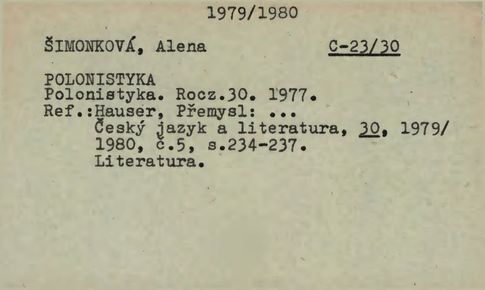 1979/1980
ŠIMONKOVÁ, Alena C-23/30
POLONISTYKA
Polonistyka. Rocz.30. 1977.
Ref.:Hauser, Přemysl: ...
Český jazyk a literatura, 30, 1979/
1980, č.5, s.234-237.
Literatura.